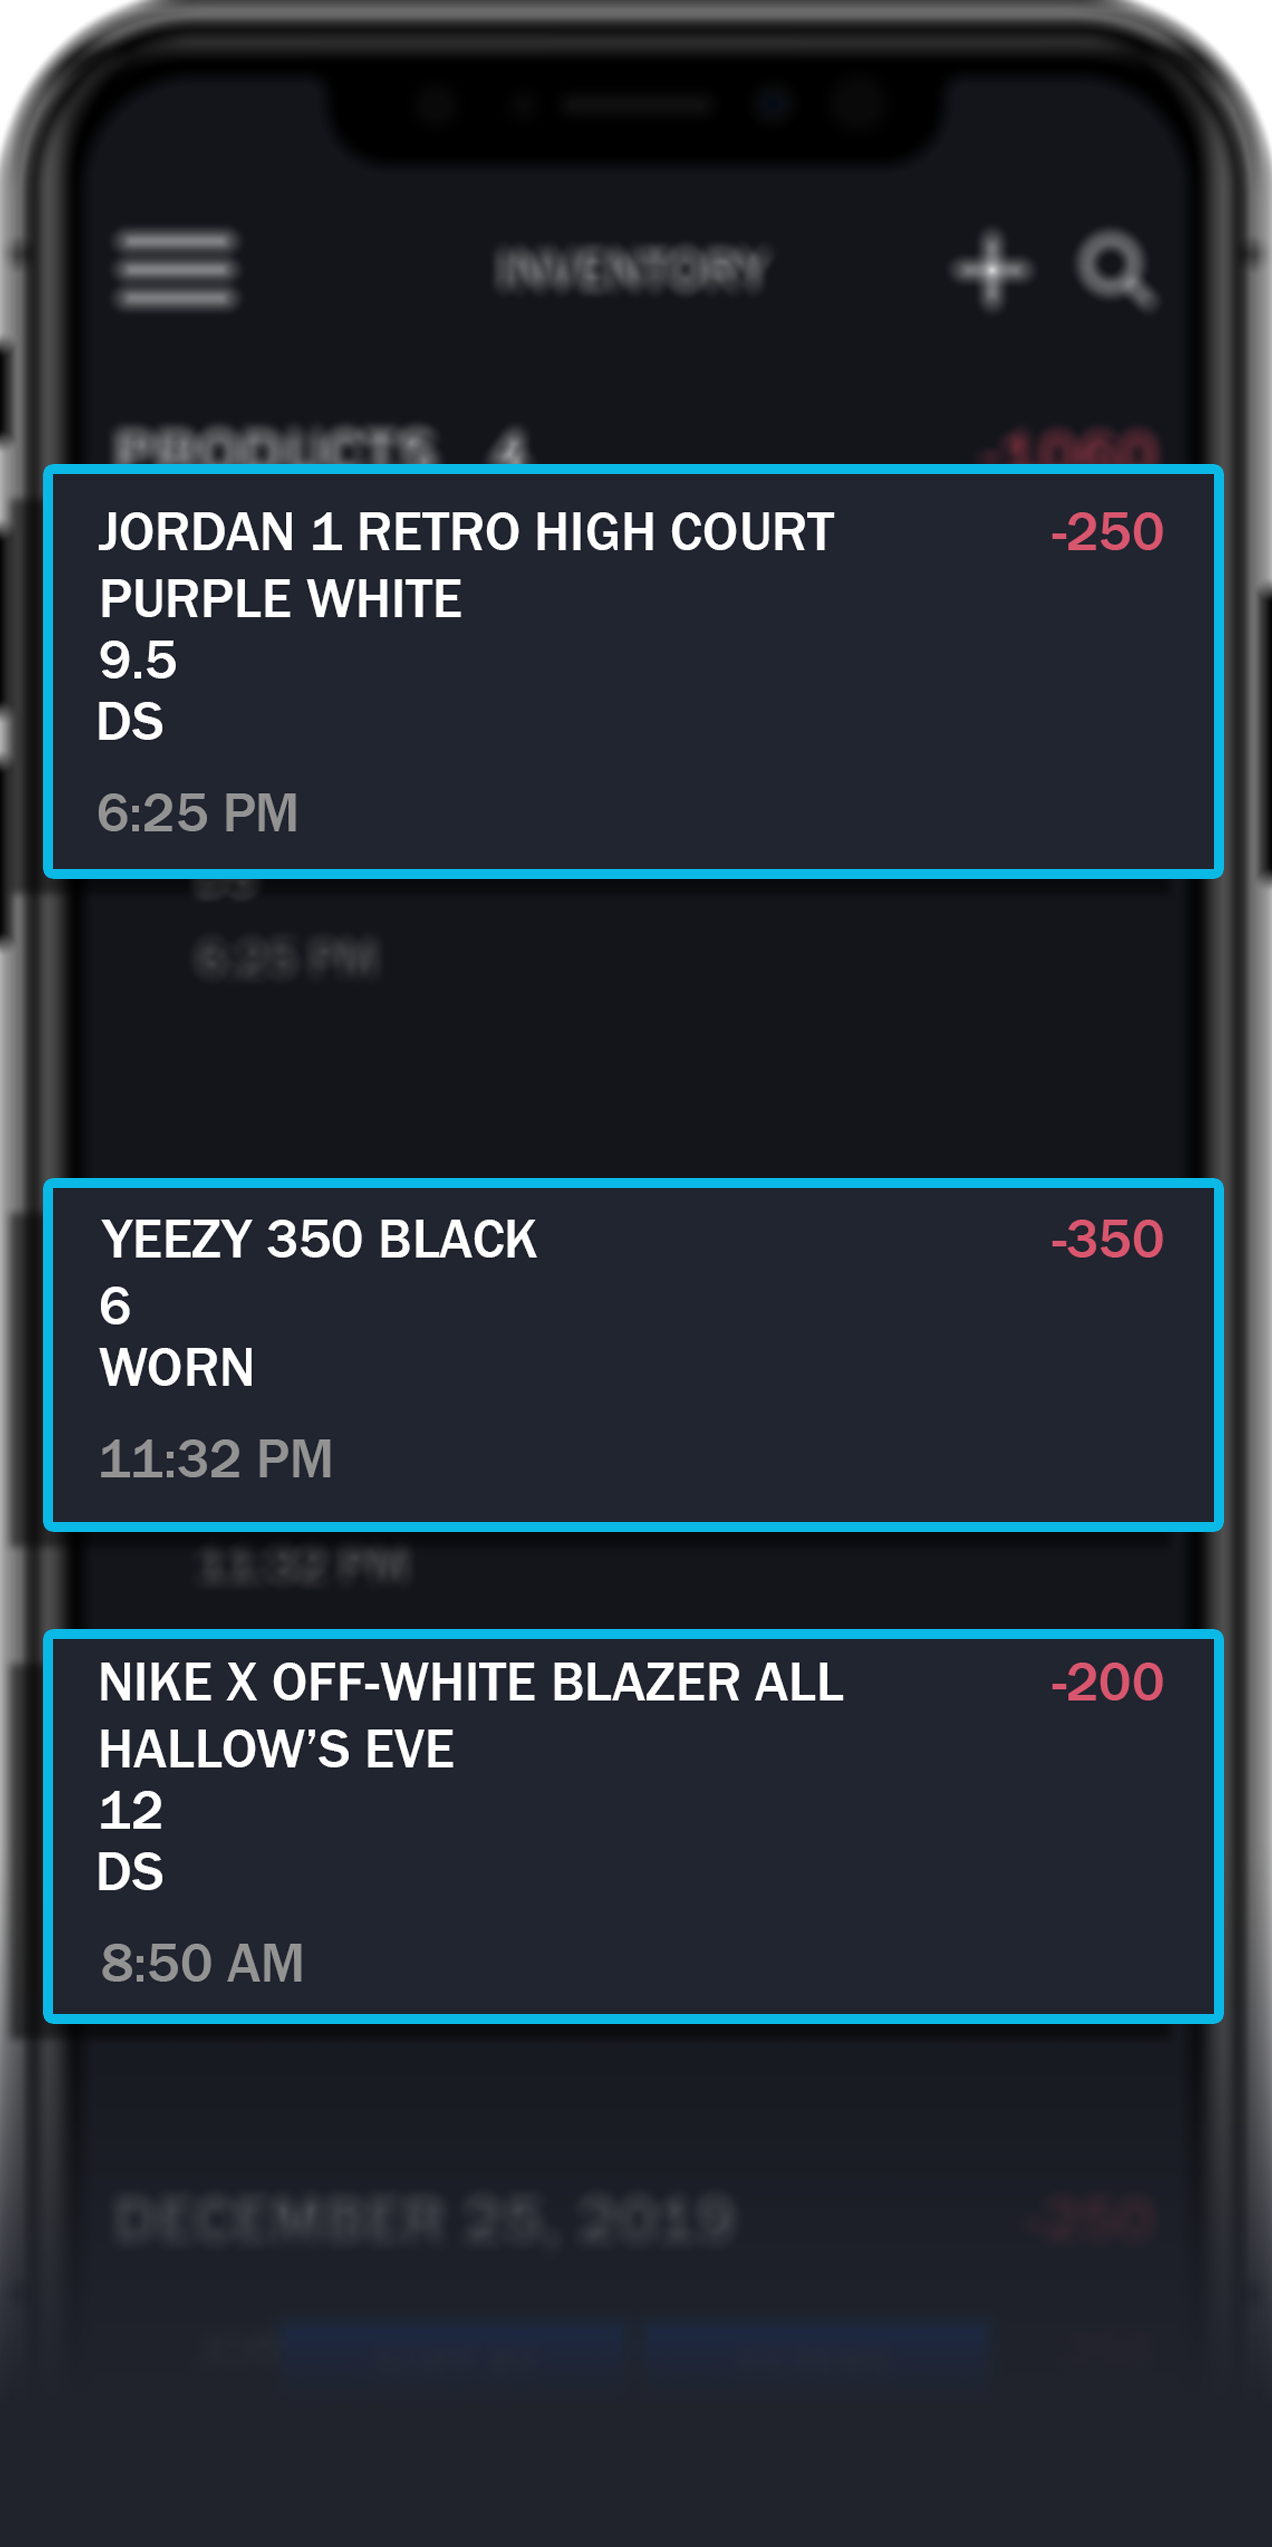 INVENTORY
PRODUCTS 4 -1060
JORDAN 1 RETRO HIGH COURT -250
PURPLE WHITE
9.5
DS
6:25 PM
DS
6:25 PM
YEEZY 350 BLACK -350
6
WORN
11:32 PM
11:32 PM
NIKE X OFF-WHITE BLAZER ALL -200
HALLOW’S EVE
12
DS
8:50 AM
DECEMBER 25, 2019 -250